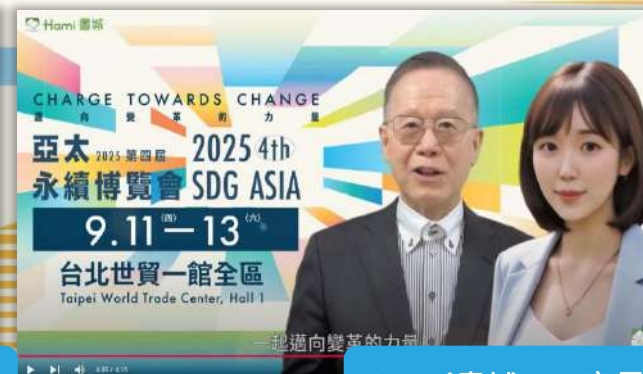 Hami 書城
CHARGE TOWARDS CHANGE
邁向變革的力量
亞太 2025 第四屆
永續博覽會
2025 4th
SDG ASIA
9.11(四)—13(六)
台北世貿一館全區
Taipei World Trade Center, Hall 1
一起邁向變革的力量